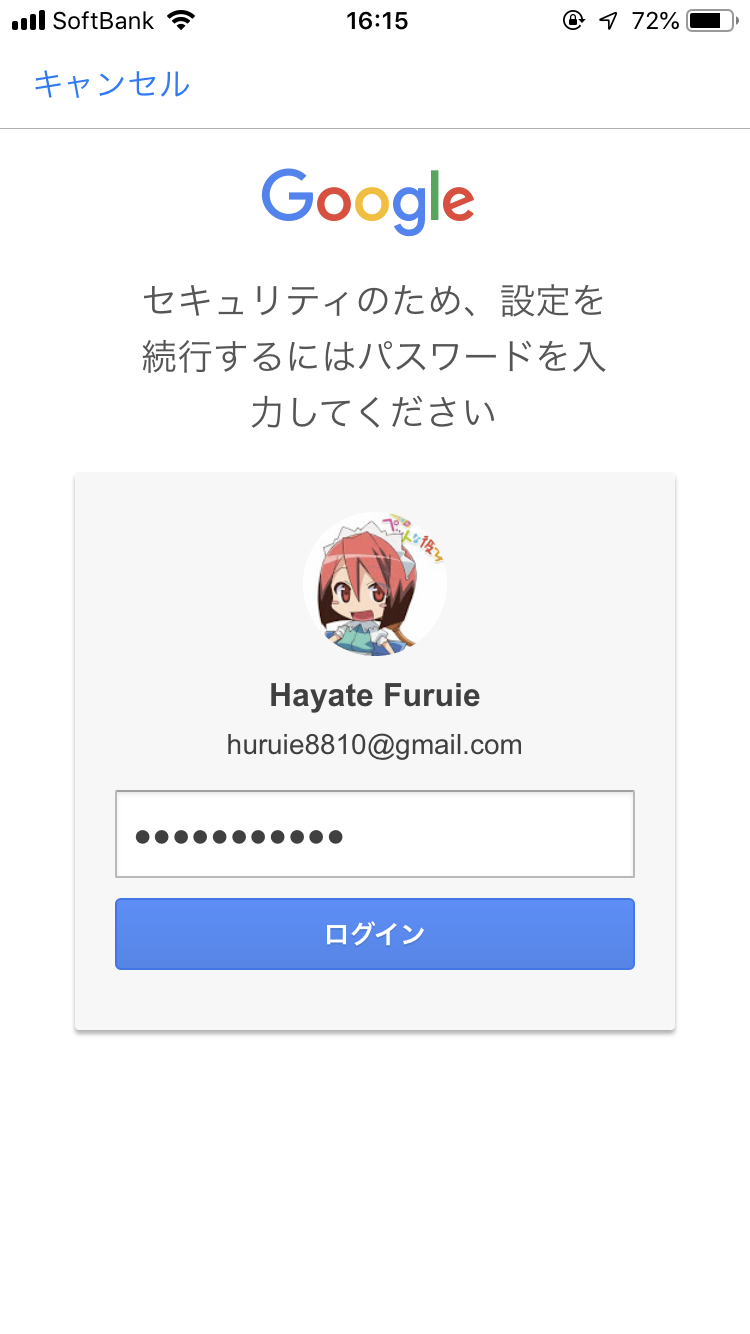 SoftBank 16:15 72%
キャンセル
Google
セキュリティのため、設定を
続行するにはパスワードを入
力してください
Hayate Furuie
huruie8810@gmail.com
●●●●●●●●●●●
ログイン